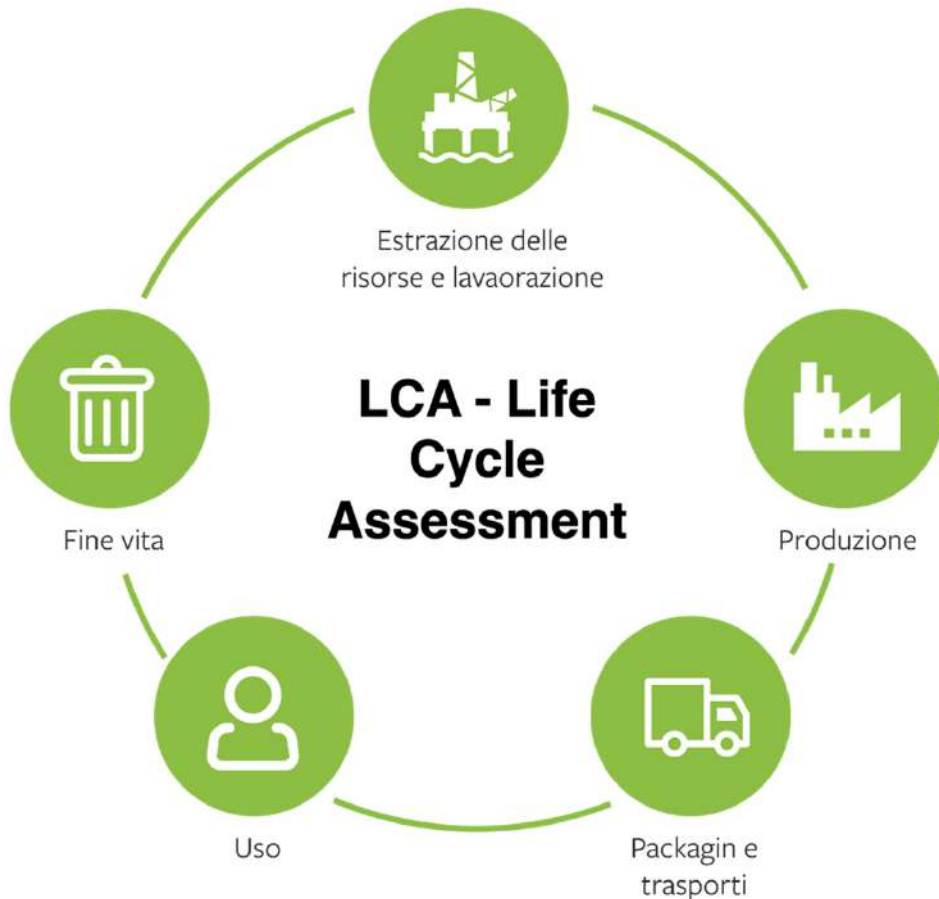 Estrazione delle
risorse e lavaorazione
LCA - Life
Cycle
Assessment
Fine vita
Produzione
Uso
Packagin e
trasporti